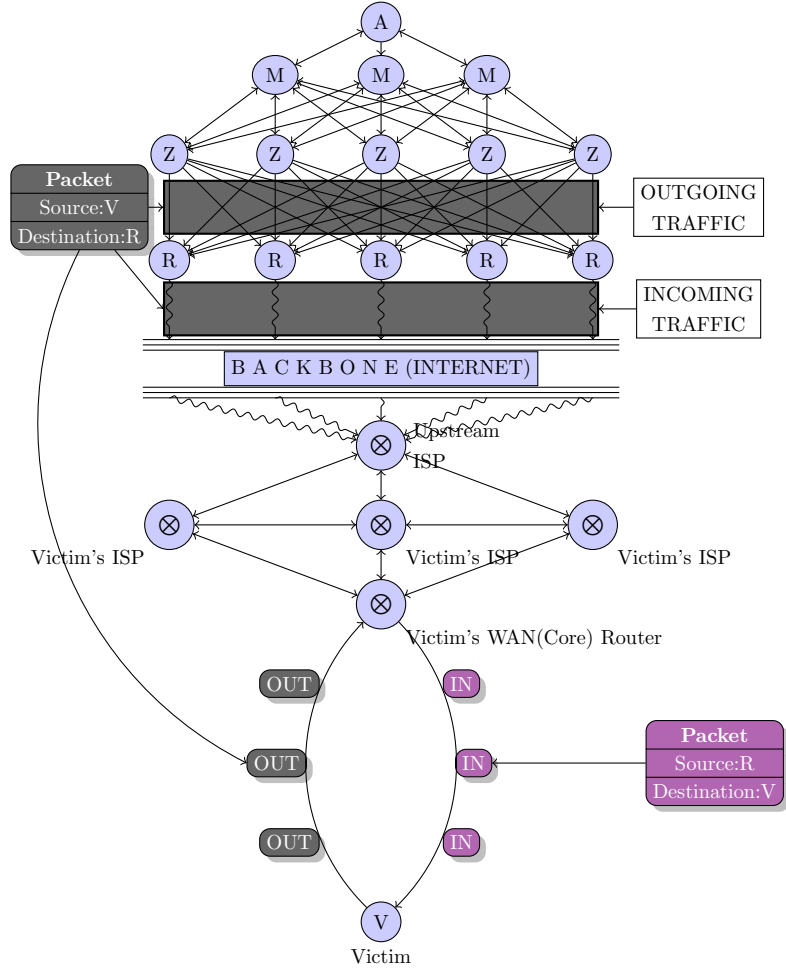 A
M M M
Z Z Z Z Z
Packet
Source:V
Destination:R
OUTGOING
TRAFFIC
R R R R R
INCOMING
TRAFFIC
B A C K B O N E (INTERNET)
Upstream
ISP
Victim's ISP Victim's ISP Victim's ISP
Victim's WAN(Core) Router
OUT IN
OUT IN
Packet
Source:R
Destination:V
OUT IN
V
Victim